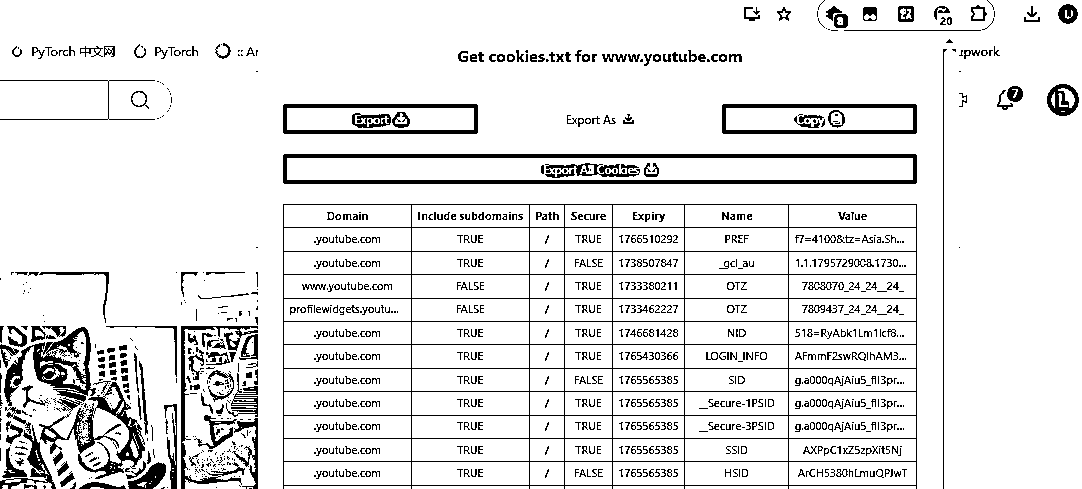 20
U
PyTorch 中文网 PyTorch :: Ar
pwork
Get cookies.txt for www.youtube.com
7
Export Export As Copy
Export All Cookies
Domain Include subdomains Path Secure Expiry Name Value
.youtube.com TRUE / TRUE 1766510292 PREF f7=4100&tz=Asia.Sh...
.youtube.com TRUE / FALSE 1738507847 _gcl_au 1.1.1795729008.1730...
www.youtube.com FALSE / TRUE 1733380211 OTZ 7808070_24_24__24_
profilewidgets.youtu... FALSE / TRUE 1733462227 OTZ 7809437_24_24__24_
.youtube.com TRUE / TRUE 1746681428 NID 518=RyAbk1Lm1lcf8...
.youtube.com TRUE / TRUE 1765430366 LOGIN_INFO AFmmF2swRQIhAM3...
.youtube.com TRUE / FALSE 1765565385 SID g.a000qAjAiu5_flI3pr...
.youtube.com TRUE / TRUE 1765565385 __Secure-1PSID g.a000qAjAiu5_flI3pr...
.youtube.com TRUE / TRUE 1765565385 __Secure-3PSID g.a000qAjAiu5_flI3pr...
.youtube.com TRUE / TRUE 1765565385 SSID AXPpC1xZ5zpXit5Nj
.youtube.com TRUE / FALSE 1765565385 HSID ArCH5380hLmuQPJwT